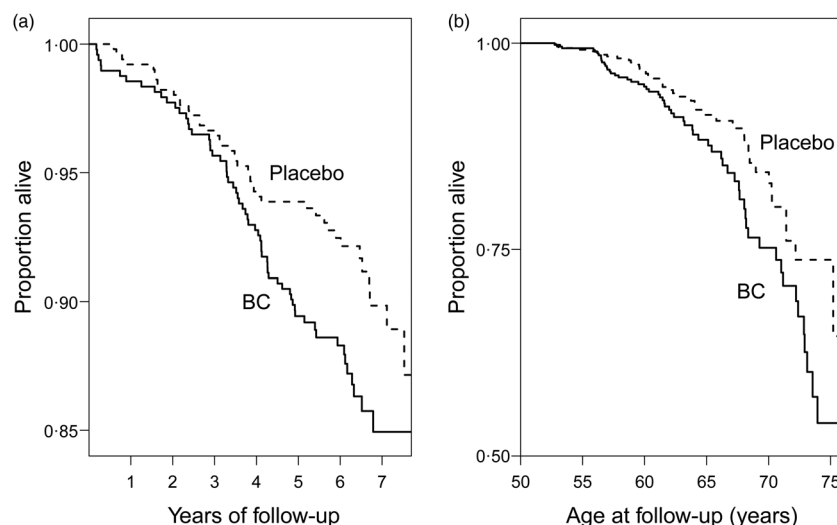 (a)
1·00
0·95
0·90
0·85
Proportion alive
Placebo
BC
1 2 3 4 5 6 7
Years of follow-up
(b)
1·00
0·75
0·50
Proportion alive
Placebo
BC
50 55 60 65 70 75
Age at follow-up (years)